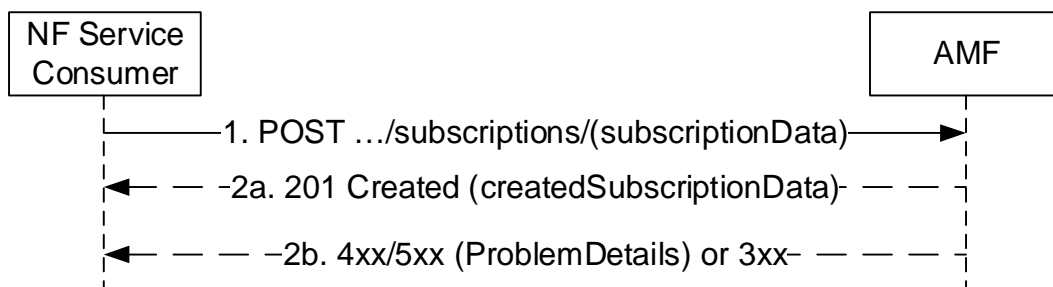 NF Service
Consumer
AMF
1. POST …/subscriptions/(subscriptionData)
2a. 201 Created (createdSubscriptionData)
2b. 4xx/5xx (ProblemDetails) or 3xx